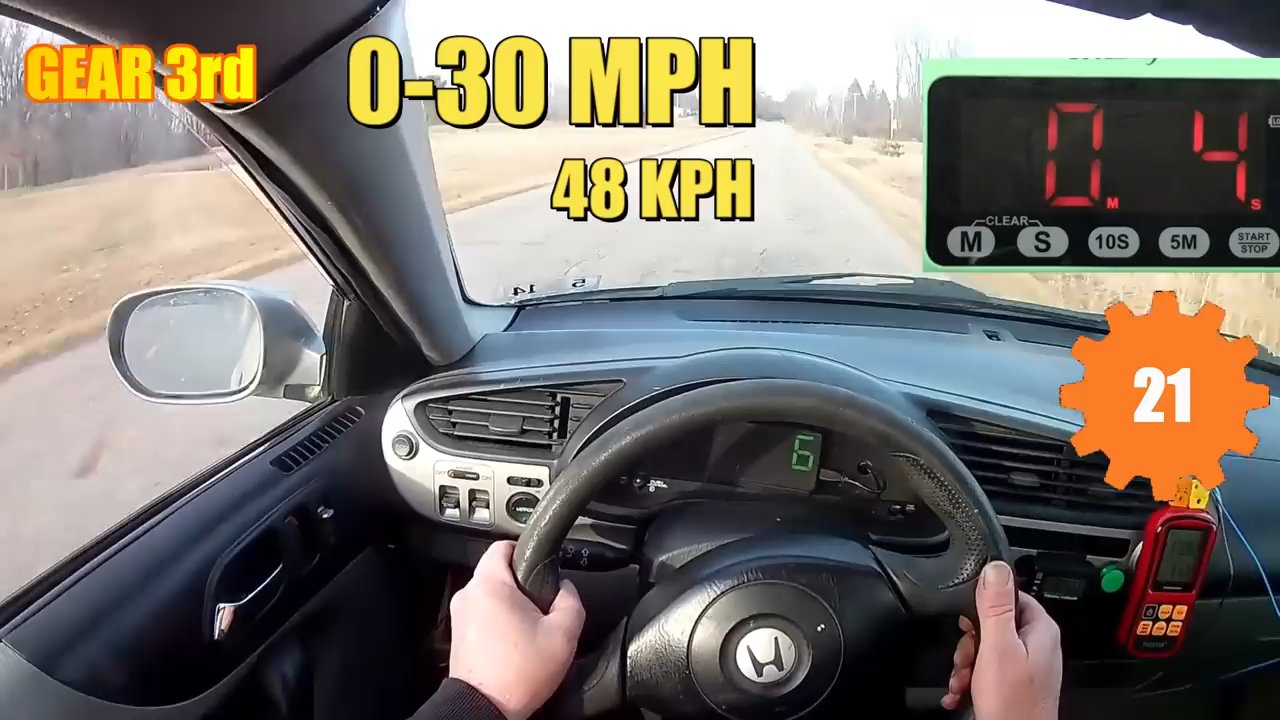 GEAR 3rd
0-30 MPH
48 KPH
0 M 4 S
CLEAR
M S 10S 5M START STOP
21
6